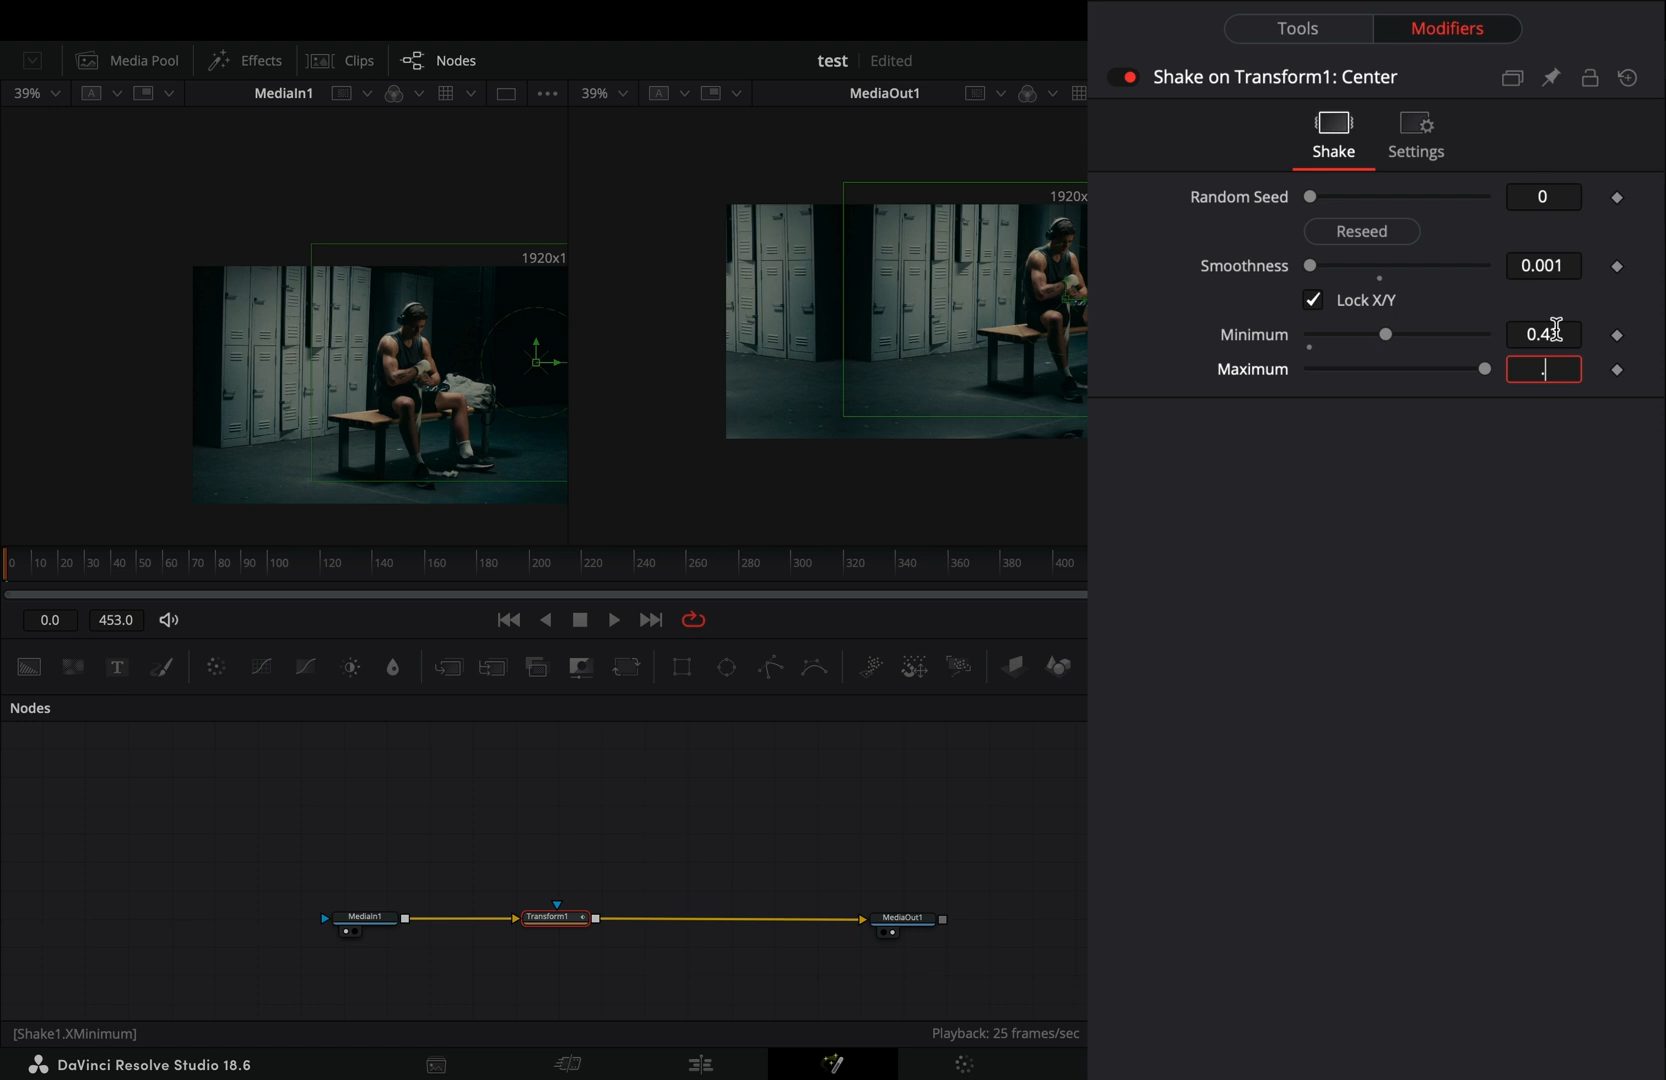 Tools
Modifiers
Media Pool
Effects
Clips
Nodes
test
Edited
Shake on Transform1: Center
39%
A
MediaIn1
39%
A
MediaOut1
Shake
Settings
Random Seed
0
Reseed
1920x1
1920x
Smoothness
0.001
Lock X/Y
Minimum
Maximum
.
0
10
20
30
40
50
60
70
80
90
100
120
140
160
180
200
220
240
260
280
300
320
340
360
380
400
0.0
453.0
T
Nodes
MediaIn1
Transform1
MediaOut1
[Shake1.XMinimum]
Playback: 25 frames/sec
DaVinci Resolve Studio 18.6